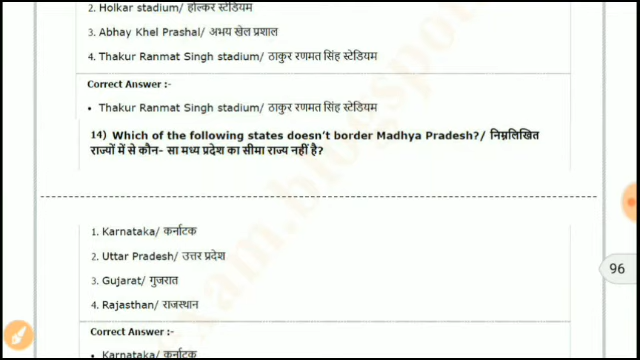 2. Holkar stadium/ होल्कर स्टेडियम
3. Abhay Khel Prashal/ अभय खेल प्रशाल
4. Thakur Ranmat Singh stadium/ ठाकुर रणमत सिंह स्टेडियम
Correct Answer :-
• Thakur Ranmat Singh stadium/ ठाकुर रणमत सिंह स्टेडियम
14) Which of the following states doesn't border Madhya Pradesh?/ निम्नलिखित
राज्यों में से कौन- सा मध्य प्रदेश का सीमा राज्य नहीं है?
1. Karnataka/ कर्नाटक
2. Uttar Pradesh/ उत्तर प्रदेश
3. Gujarat/ गुजरात
4. Rajasthan/ राजस्थान
96
Correct Answer :-
• Karnataka/ कर्नाटक